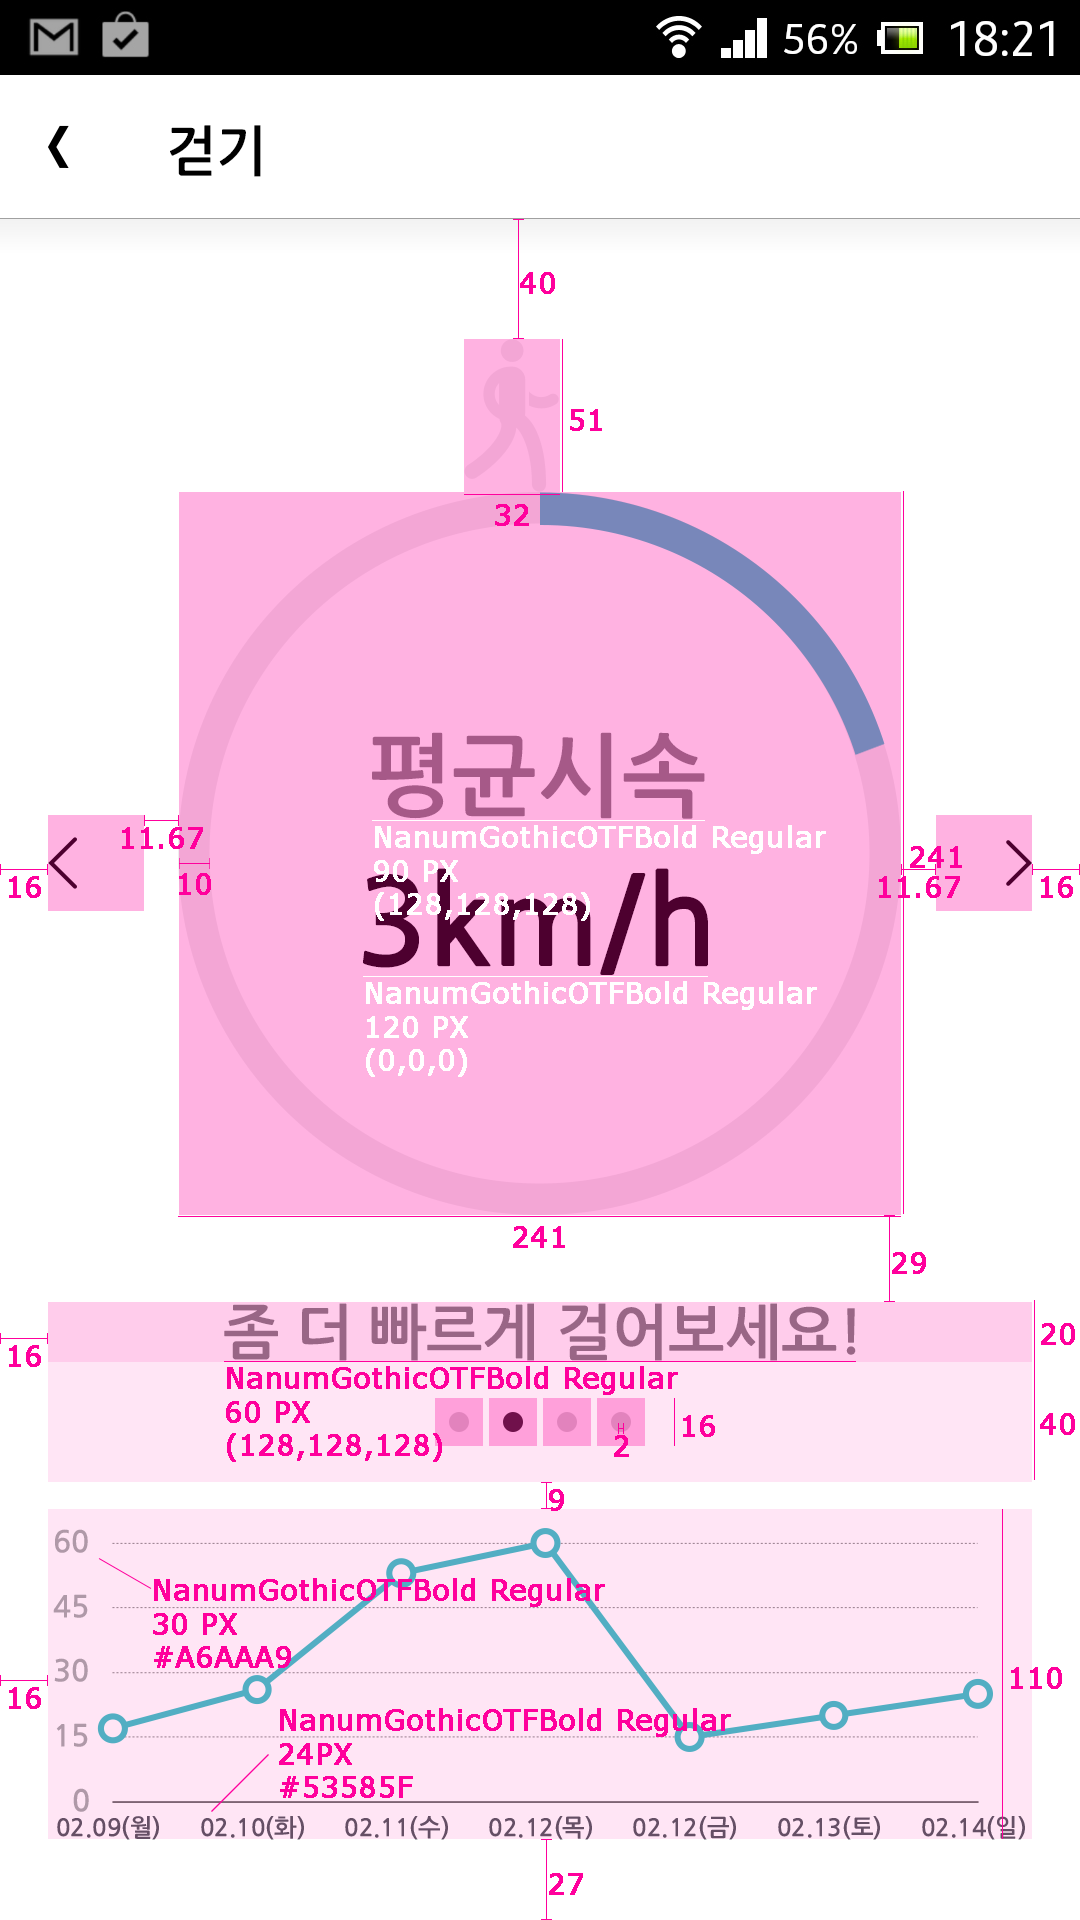 56% 18:21
걷기
40
51
32
평균시속
NanumGothicOTFBold Regular
90 PX
(128,128,128)
11.67
16
10
241
11.67
16
3km/h
NanumGothicOTFBold Regular
120 PX
(0,0,0)
241
29
좀 더 빠르게 걸어보세요!
16
20
NanumGothicOTFBold Regular
60 PX
(128,128,128)
2
16
40
9
60
NanumGothicOTFBold Regular
45
30 PX
#A6AAA9
30
16
110
NanumGothicOTFBold Regular
15
24PX
#53585F
0
02.09(월) 02.10(화) 02.11(수) 02.12(목) 02.12(금) 02.13(토) 02.14(일)
27